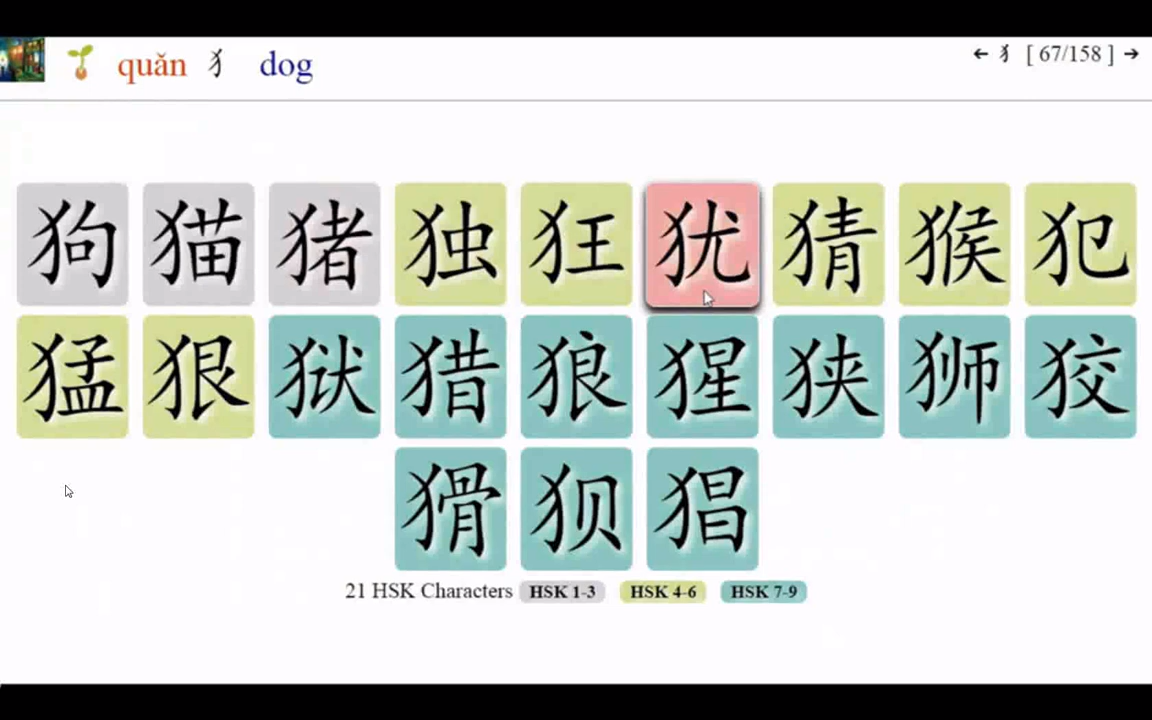 quǎn 犭 dog
← 犭 [ 67/158 ] →
狗 猫 猪 独 狂 犹 猜 猴 犯
猛 狠 狱 猎 狼 猩 狭 狮 狡
猾 狈 猖
21 HSK Characters HSK 1-3 HSK 4-6 HSK 7-9